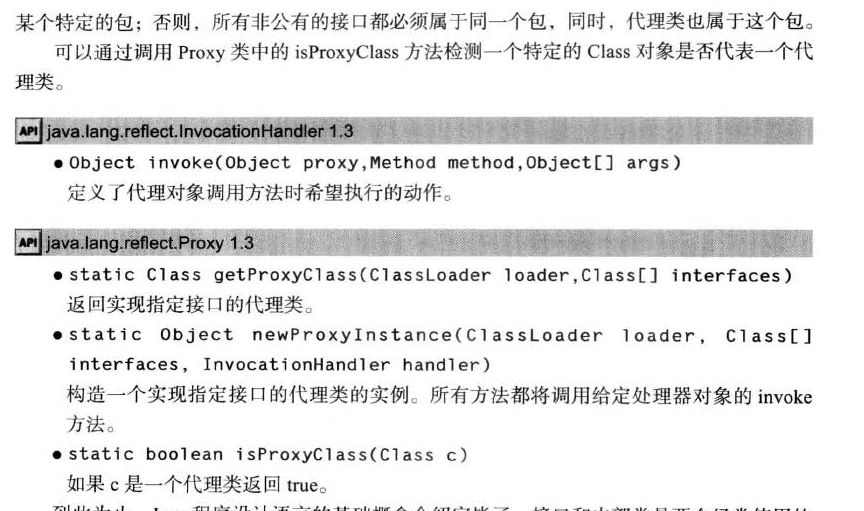 某个特定的包；否则，所有非公有的接口都必须属于同一个包，同时，代理类也属于这个包。
可以通过调用 Proxy 类中的 isProxyClass 方法检测一个特定的 Class 对象是否代表一个代
理类。
API java.lang.reflect.InvocationHandler 1.3
● Object invoke(Object proxy,Method method,Object[] args)
定义了代理对象调用方法时希望执行的动作。
API java.lang.reflect.Proxy 1.3
● static Class getProxyClass(ClassLoader loader,Class[] interfaces)
返回实现指定接口的代理类。
● static Object newProxyInstance(ClassLoader loader, Class[]
interfaces, InvocationHandler handler)
构造一个实现指定接口的代理类的实例。所有方法都将调用给定处理器对象的 invoke
方法。
● static boolean isProxyClass(Class c)
如果 c 是一个代理类返回 true。